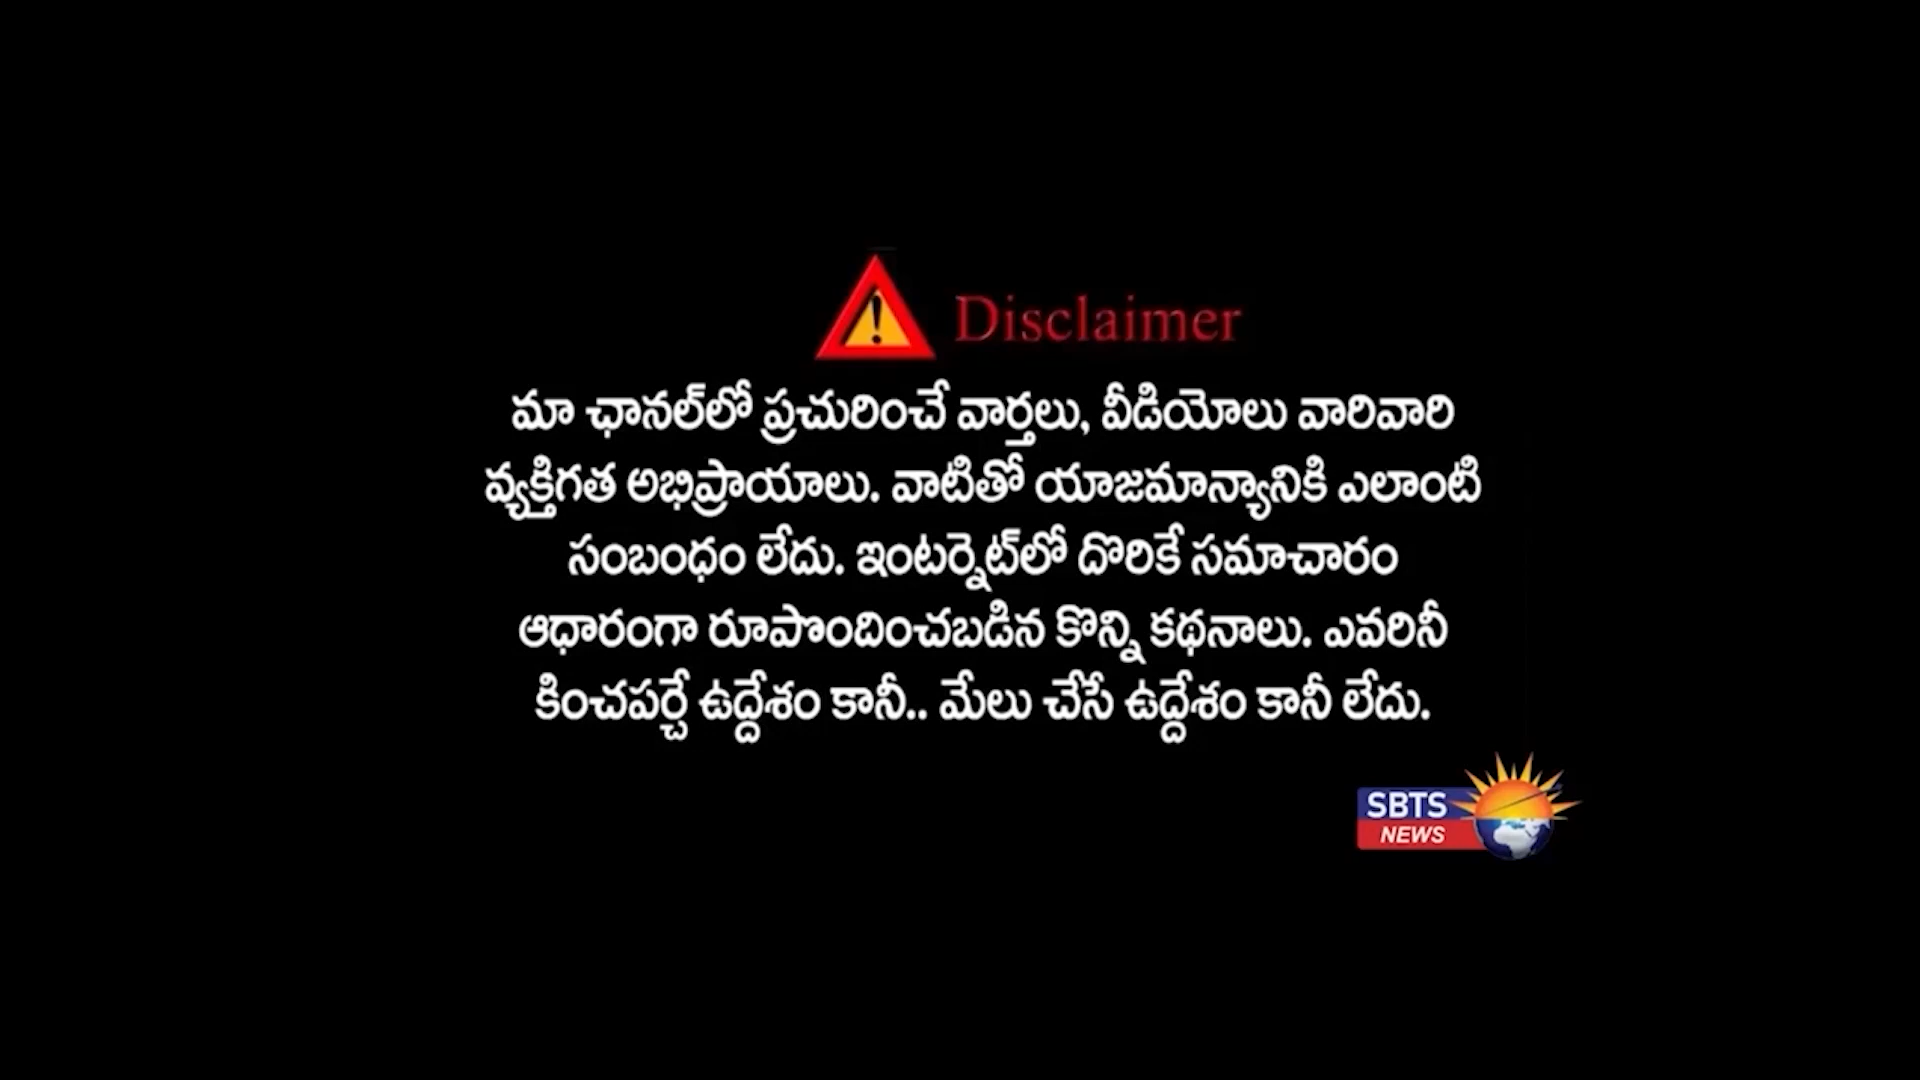 Disclaimer
మా ఛానల్‌లో ప్రచురించే వార్తలు, వీడియోలు వారివారి
వ్యక్తిగత అభిప్రాయాలు. వాటితో యాజమాన్యానికి ఎలాంటి
సంబంధం లేదు. ఇంటర్నెట్‌లో దొరికే సమాచారం
ఆధారంగా రూపొందించబడిన కొన్ని కథనాలు. ఎవరినీ
కించపర్చే ఉద్దేశం కానీ.. మేలు చేసే ఉద్దేశం కానీ లేదు.
SBTS
NEWS